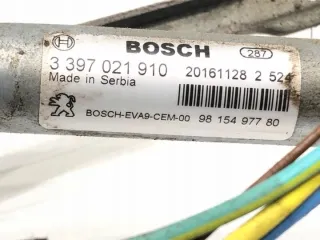 BOSCH 287
3 397 021 910 20161128 2 524
Made in Serbia
BOSCH-EVA9-CEM-00 98 154 977 80